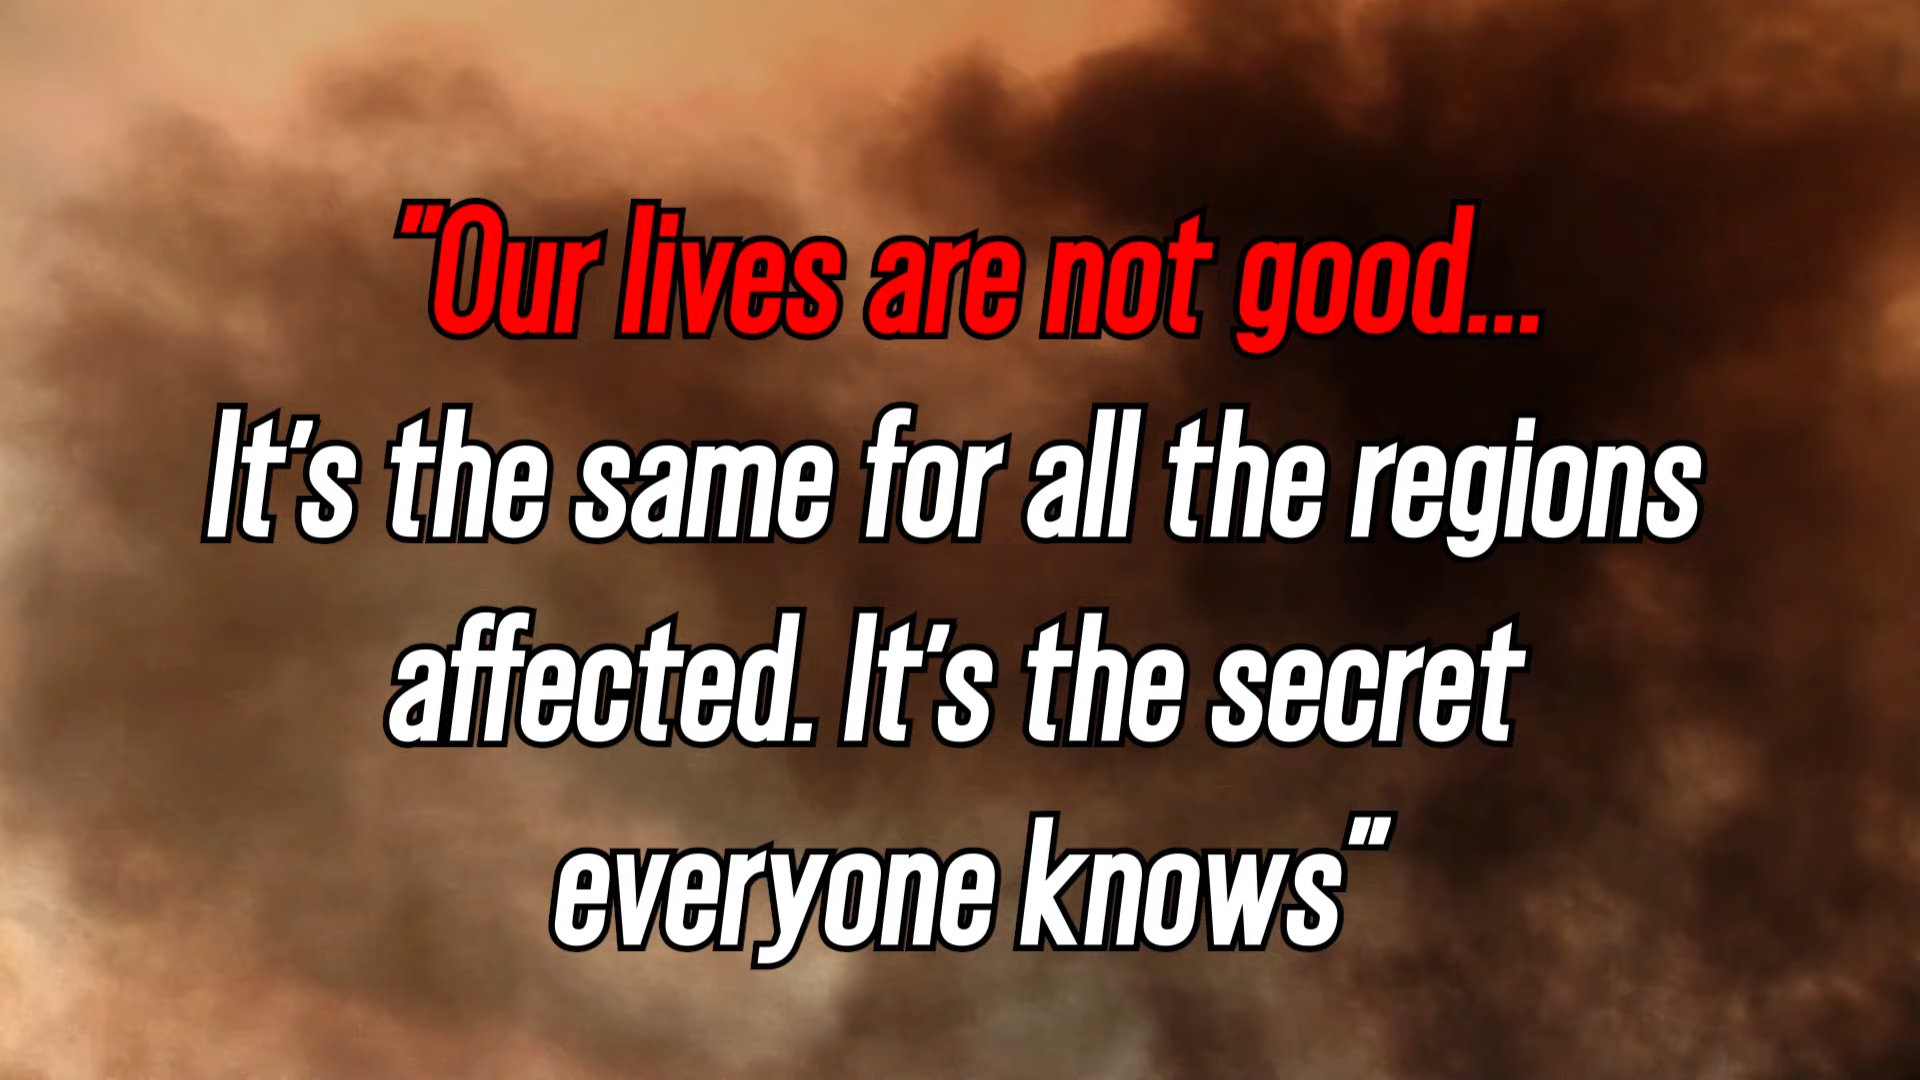 "Our lives are not good...
It's the same for all the regions
affected. It's the secret
everyone knows"